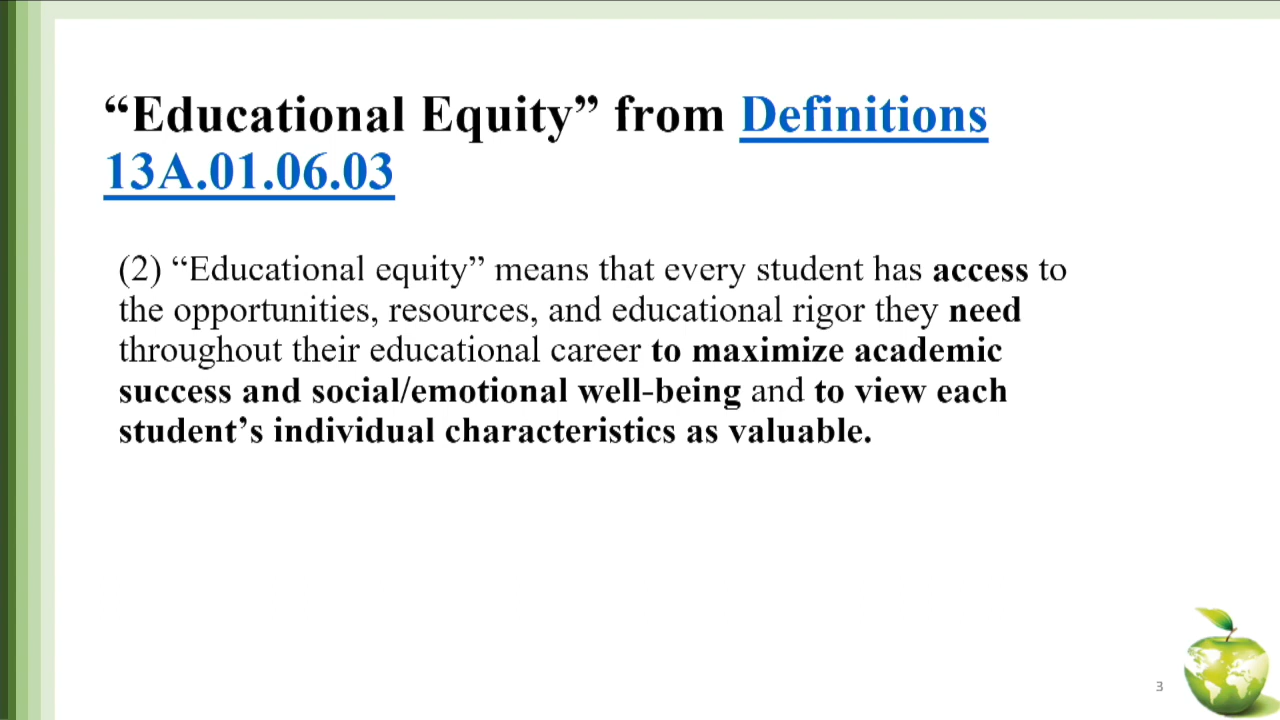 “Educational Equity” from Definitions
13A.01.06.03
(2) “Educational equity” means that every student has access to
the opportunities, resources, and educational rigor they need
throughout their educational career to maximize academic
success and social/emotional well-being and to view each
student’s individual characteristics as valuable.
3